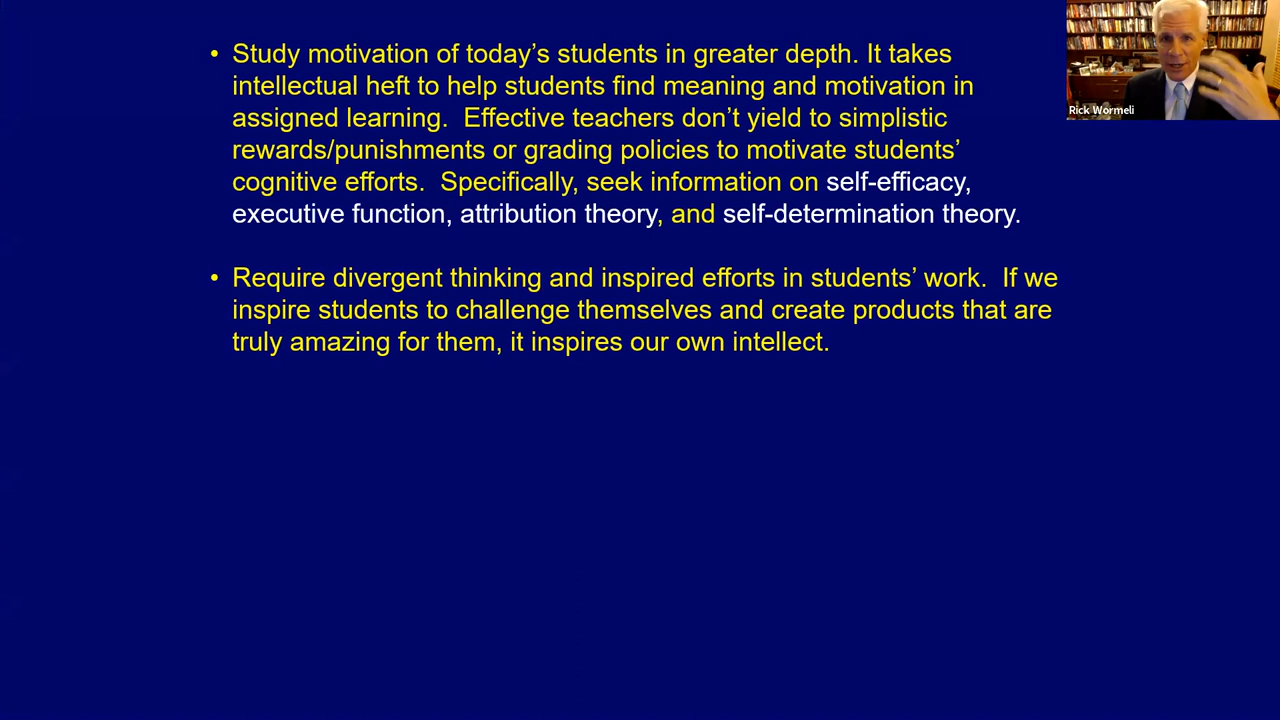 • Study motivation of today’s students in greater depth. It takes
intellectual heft to help students find meaning and motivation in
assigned learning.  Effective teachers don’t yield to simplistic
rewards/punishments or grading policies to motivate students’
cognitive efforts.  Specifically, seek information on self-efficacy,
executive function, attribution theory, and self-determination theory.
• Require divergent thinking and inspired efforts in students’ work.  If we
inspire students to challenge themselves and create products that are
truly amazing for them, it inspires our own intellect.
Rick Wormeli